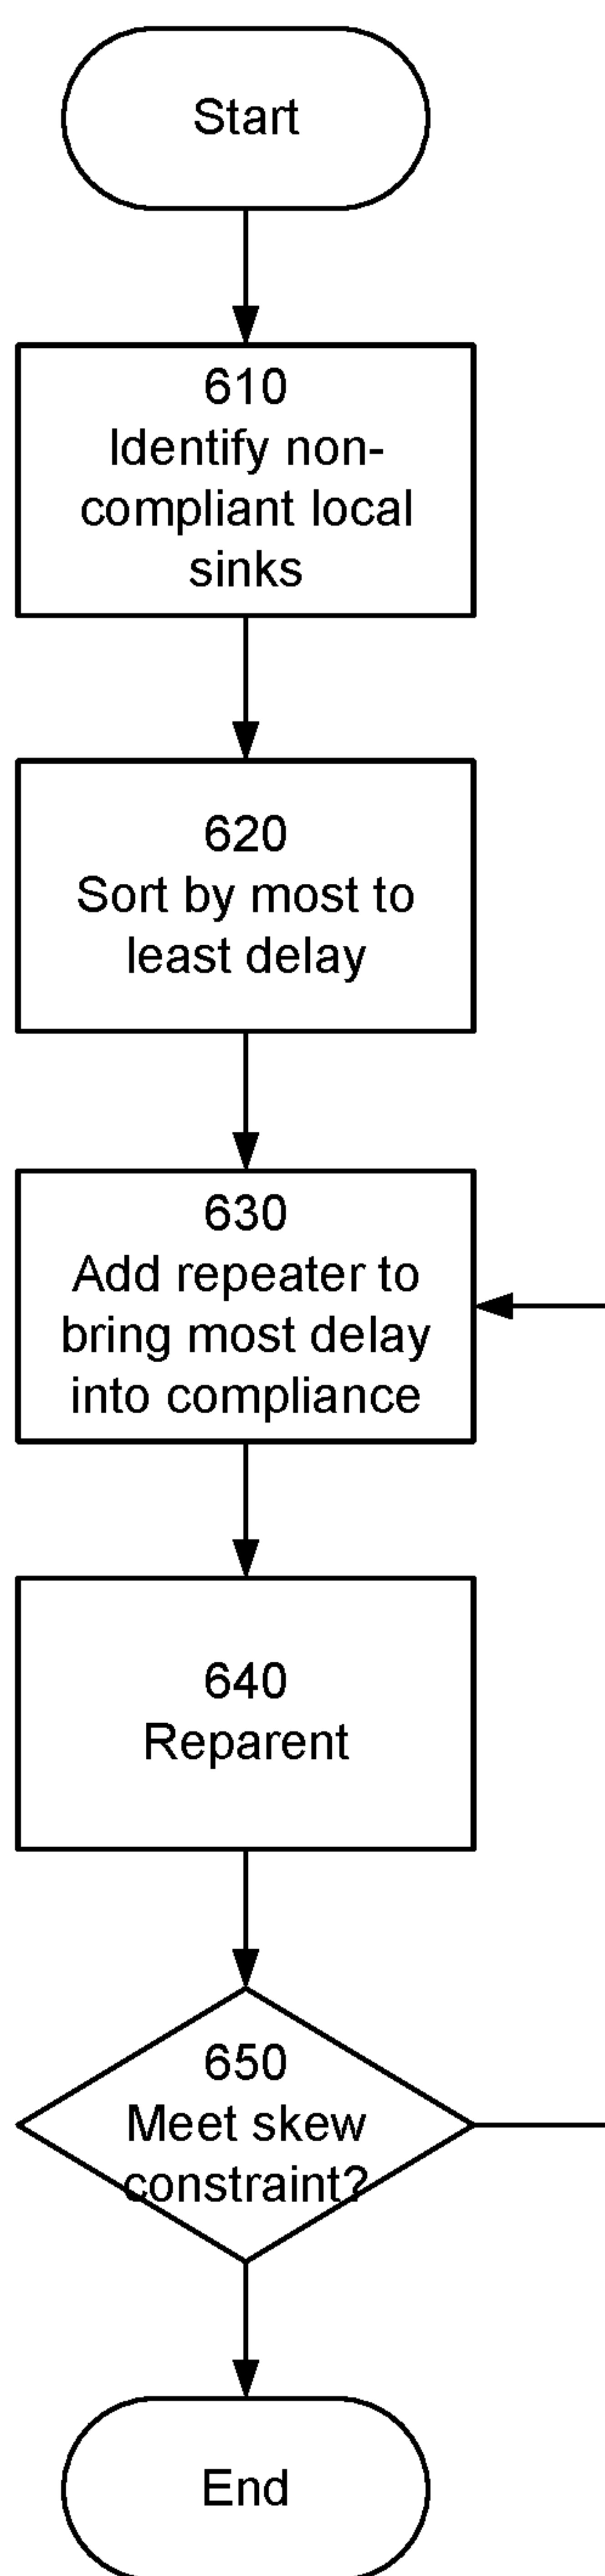 Start
610
Identify non-
compliant local
sinks
620
Sort by most to
least delay
630
Add repeater to
bring most delay
into compliance
640
Reparent
650
Meet skew
constraint?
End